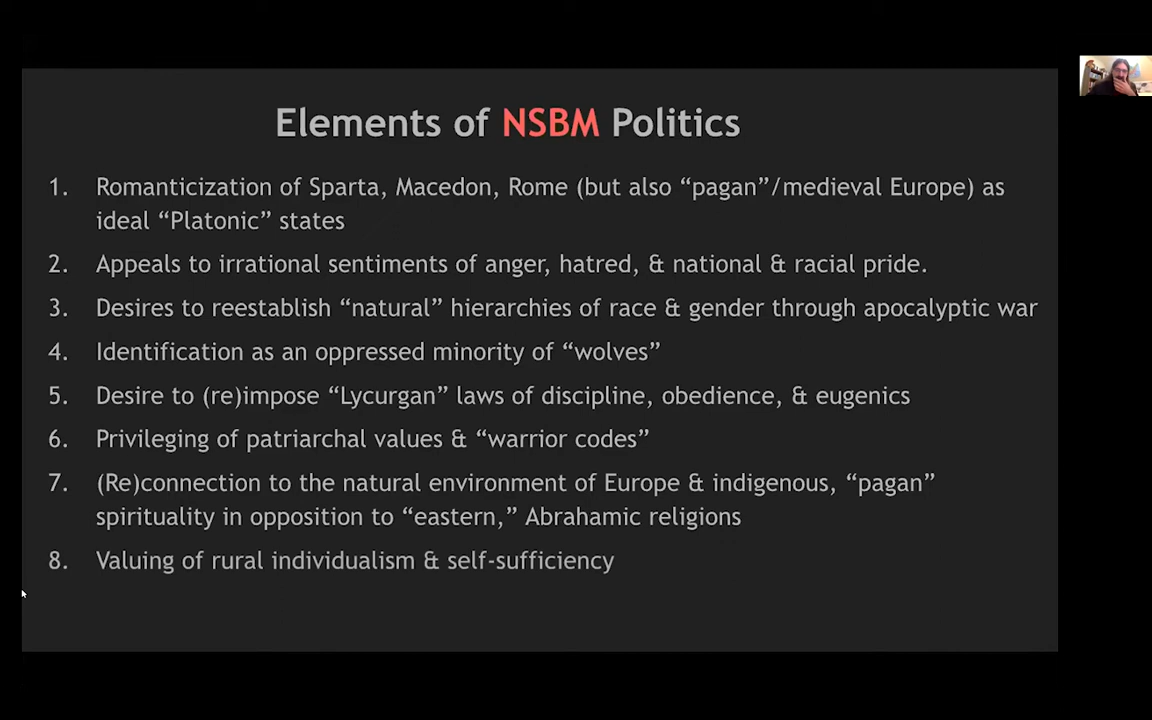 Elements of NSBM Politics
1. Romanticization of Sparta, Macedon, Rome (but also “pagan”/medieval Europe) as
ideal “Platonic” states
2. Appeals to irrational sentiments of anger, hatred, & national & racial pride.
3. Desires to reestablish “natural” hierarchies of race & gender through apocalyptic war
4. Identification as an oppressed minority of “wolves”
5. Desire to (re)impose “Lycurgan” laws of discipline, obedience, & eugenics
6. Privileging of patriarchal values & “warrior codes”
7. (Re)connection to the natural environment of Europe & indigenous, “pagan”
spirituality in opposition to “eastern,” Abrahamic religions
8. Valuing of rural individualism & self-sufficiency